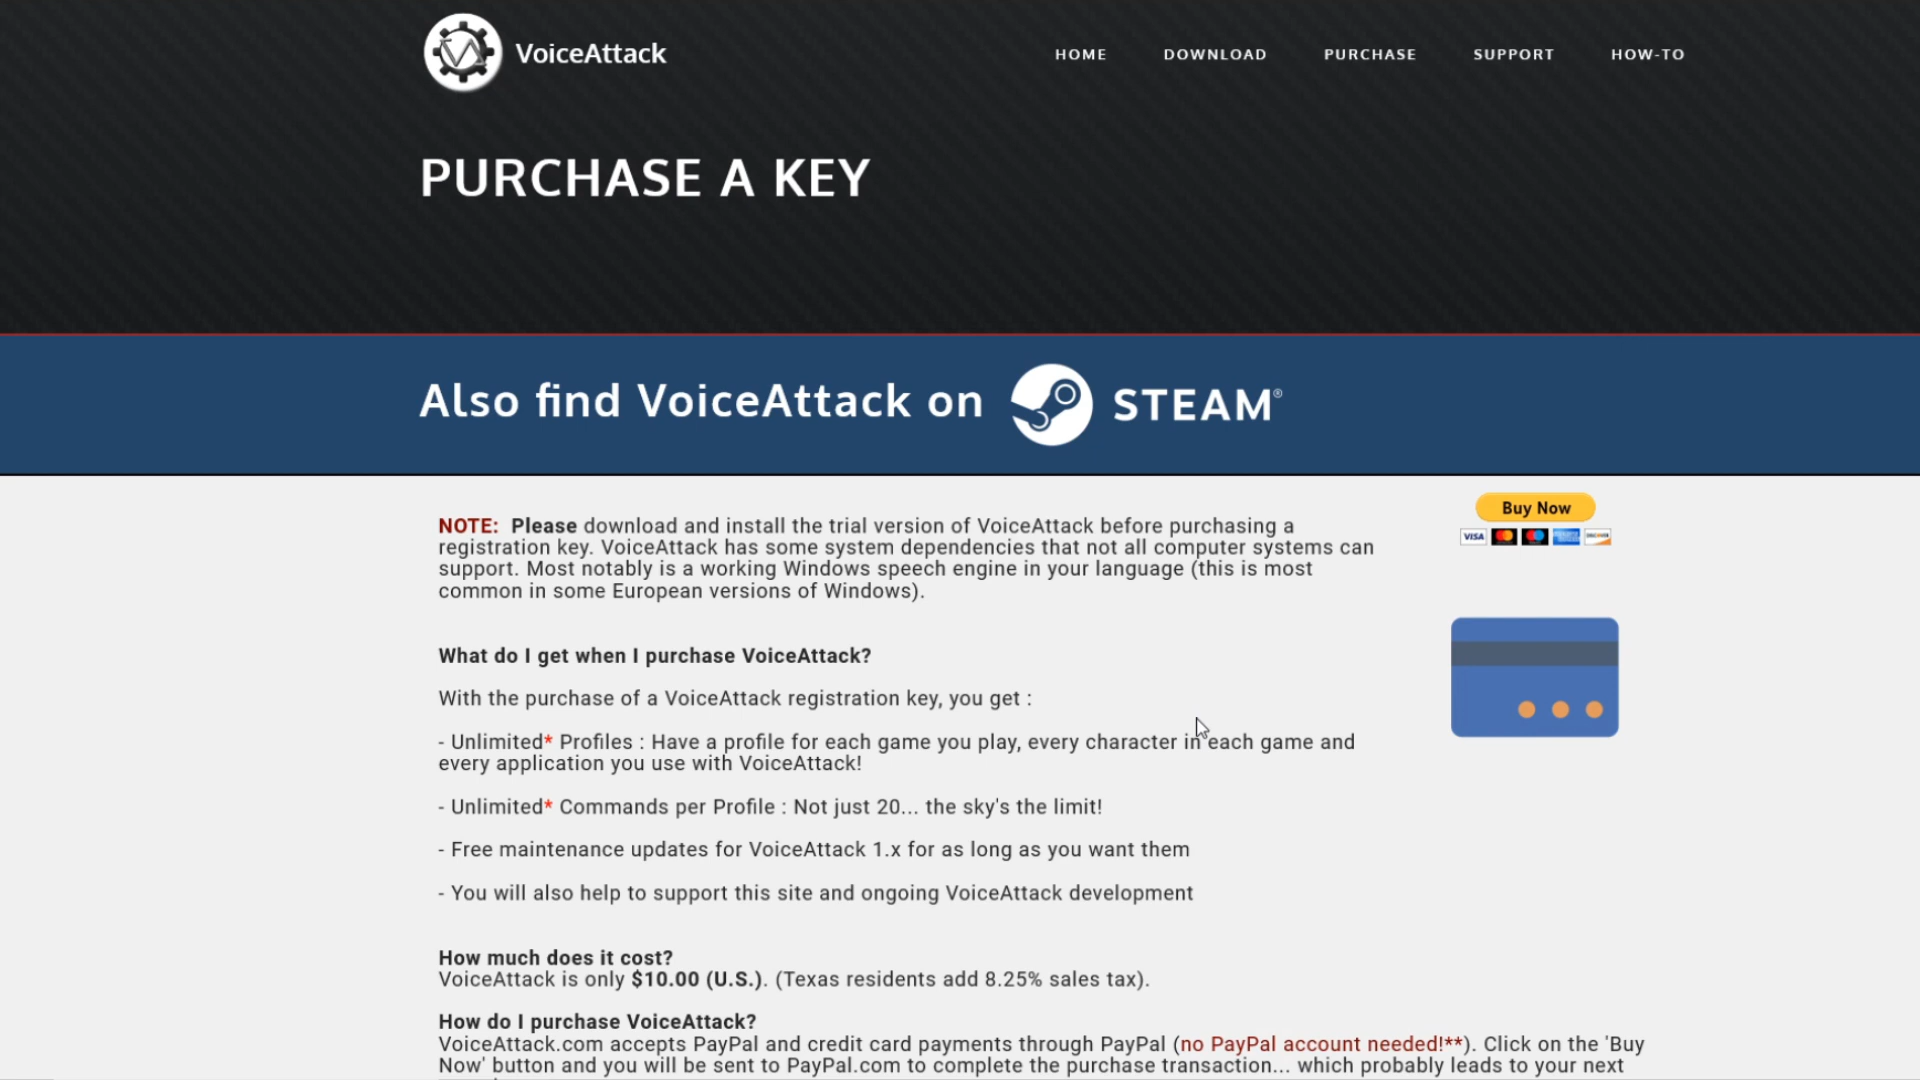 VoiceAttack
HOME DOWNLOAD PURCHASE SUPPORT HOW-TO
PURCHASE A KEY
Also find VoiceAttack on STEAM®
Buy Now
VISA
DISCOVER
NOTE: Please download and install the trial version of VoiceAttack before purchasing a
registration key. VoiceAttack has some system dependencies that not all computer systems can
support. Most notably is a working Windows speech engine in your language (this is most
common in some European versions of Windows).
What do I get when I purchase VoiceAttack?
With the purchase of a VoiceAttack registration key, you get :
- Unlimited* Profiles : Have a profile for each game you play, every character in each game and
every application you use with VoiceAttack!
- Unlimited* Commands per Profile : Not just 20... the sky's the limit!
- Free maintenance updates for VoiceAttack 1.x for as long as you want them
- You will also help to support this site and ongoing VoiceAttack development
How much does it cost?
VoiceAttack is only $10.00 (U.S.). (Texas residents add 8.25% sales tax).
How do I purchase VoiceAttack?
VoiceAttack.com accepts PayPal and credit card payments through PayPal (no PayPal account needed!**). Click on the 'Buy
Now' button and you will be sent to PayPal.com to complete the purchase transaction... which probably leads to your next